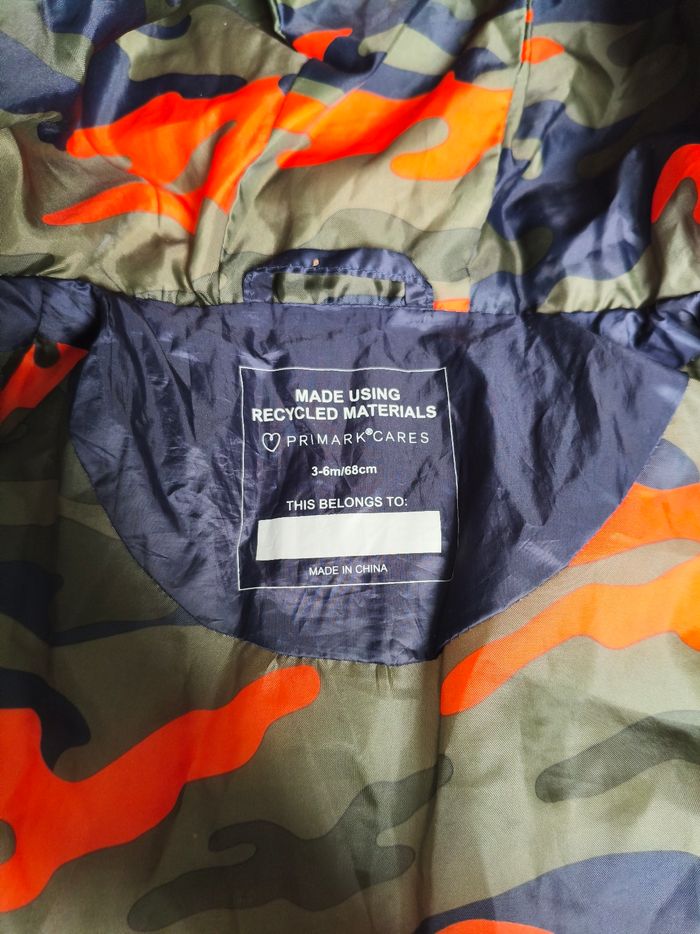 MADE USING
RECYCLED MATERIALS
PRIMARK®CARES
3-6m/68cm
THIS BELONGS TO:
MADE IN CHINA